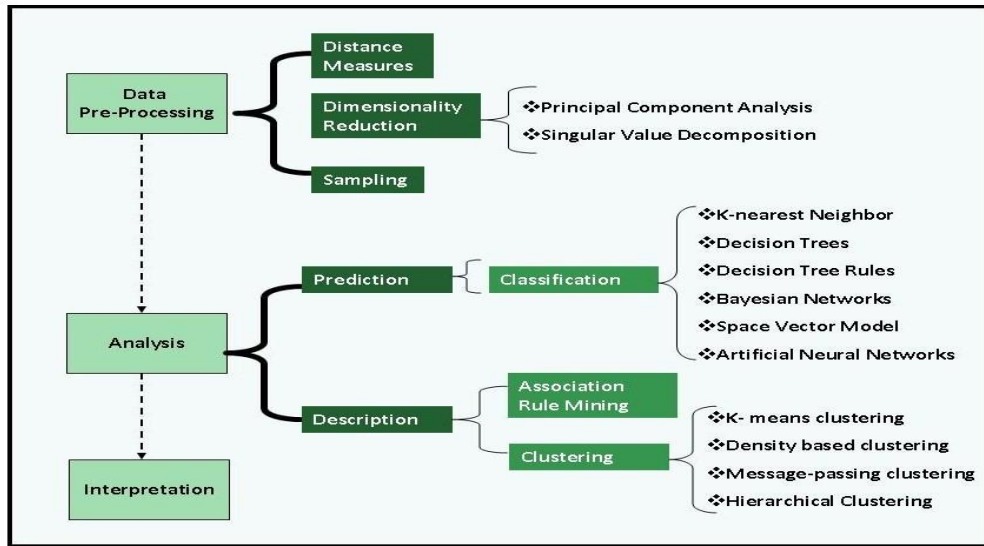 Distance
Measures
Data
Pre-Processing
Dimensionality
Reduction
❖Principal Component Analysis
❖Singular Value Decomposition
Sampling
❖K-nearest Neighbor
❖Decision Trees
Prediction
Classification
❖Decision Tree Rules
❖Bayesian Networks
❖Space Vector Model
❖Artificial Neural Networks
Analysis
Association
Rule Mining
Description
Clustering
❖K- means clustering
❖Density based clustering
❖Message-passing clustering
❖Hierarchical Clustering
Interpretation